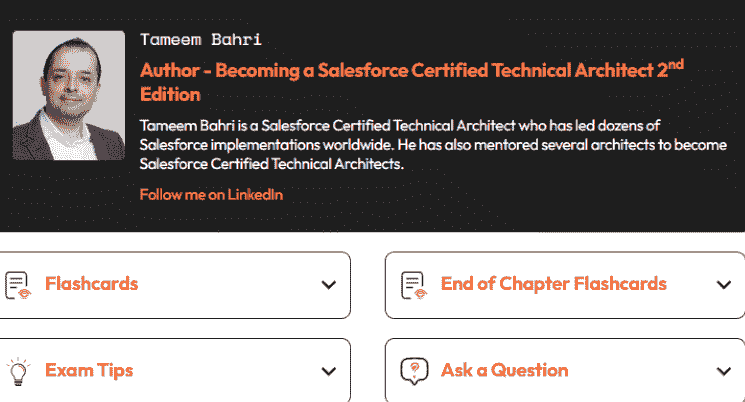 Tameem Bahri
Author - Becoming a Salesforce Certified Technical Architect 2nd
Edition
Tameem Bahri is a Salesforce Certified Technical Architect who has led dozens of
Salesforce implementations worldwide. He has also mentored several architects to become
Salesforce Certified Technical Architects.
Follow me on LinkedIn
Flashcards
End of Chapter Flashcards
Exam Tips
Ask a Question